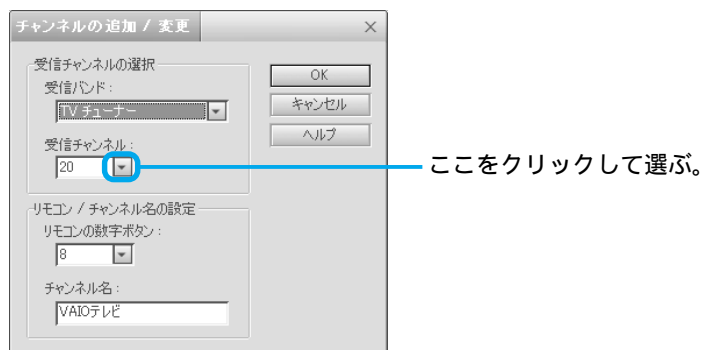 チャンネルの追加 / 変更
受信チャンネルの選択
受信バンド：
TV チューナー
受信チャンネル：
20
OK
キャンセル
ヘルプ
ここをクリックして選ぶ。
リモコン / チャンネル名の設定
リモコンの数字ボタン：
8
チャンネル名：
VAIOテレビ